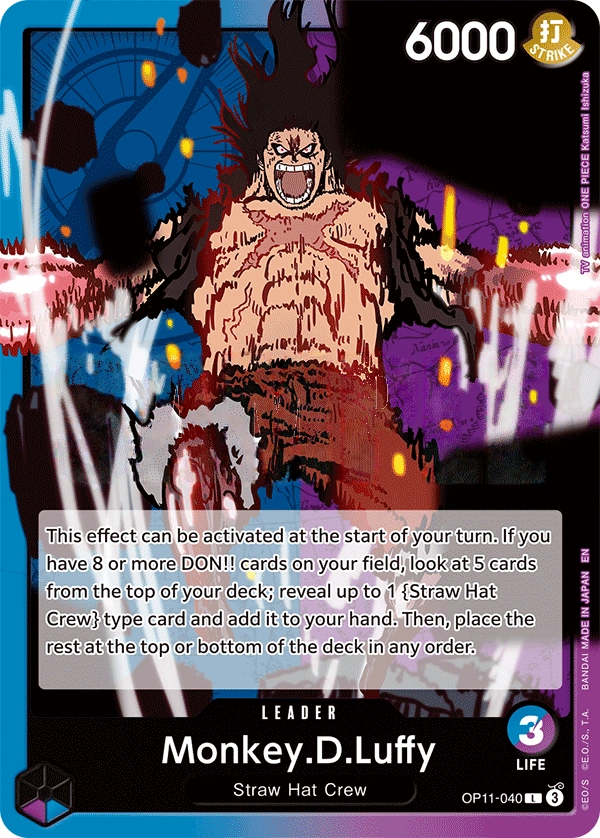 6000
打
STRIKE
TV animation ONE PIECE Katsumi Ishizuka
This effect can be activated at the start of your turn. If you
have 8 or more DON!! cards on your field, look at 5 cards
from the top of your deck; reveal up to 1 {Straw Hat
Crew} type card and add it to your hand. Then, place the
rest at the top or bottom of the deck in any order.
BANDAI MADE IN JAPAN EN
©E.O./S., T.A.
©E/O/S
LEADER
Monkey.D.Luffy
Straw Hat Crew
3
LIFE
OP11-040 L 3